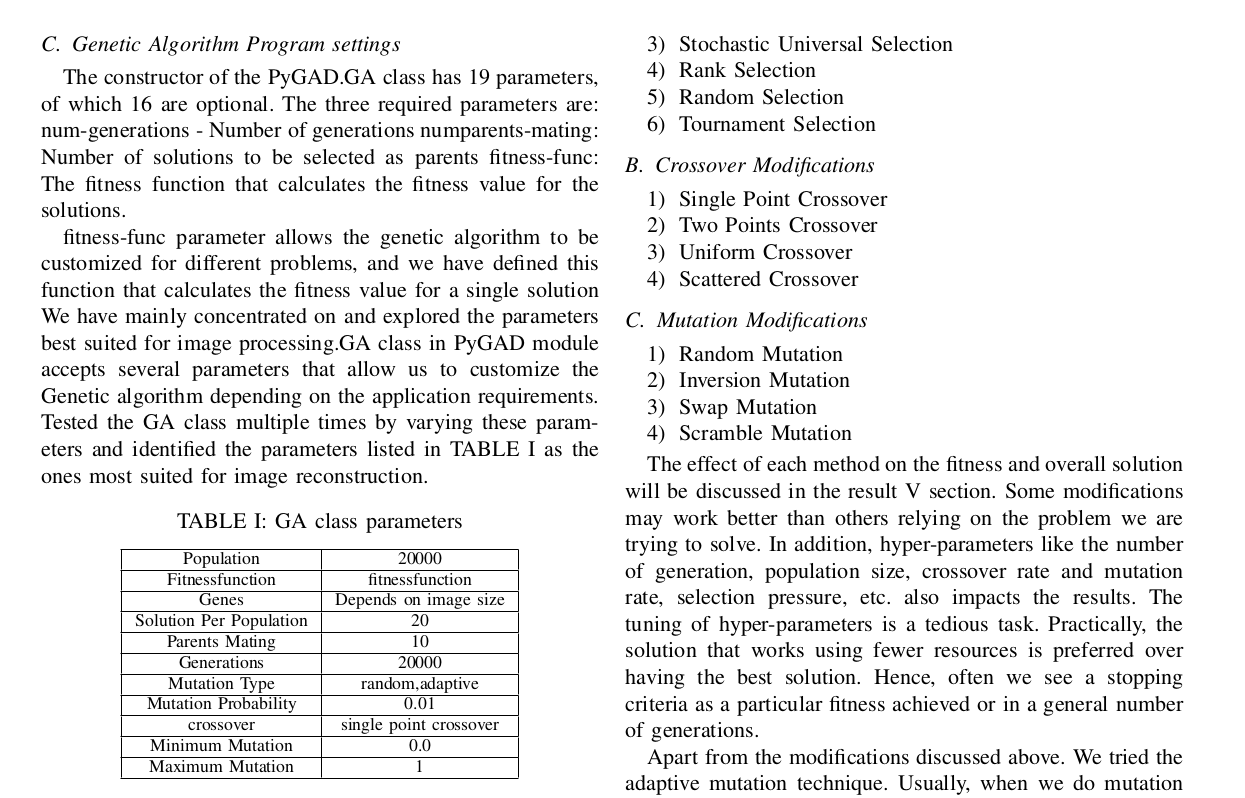 C. Genetic Algorithm Program settings
The constructor of the PyGAD.GA class has 19 parameters,
of which 16 are optional. The three required parameters are:
num-generations - Number of generations numparents-mating:
Number of solutions to be selected as parents fitness-func:
The fitness function that calculates the fitness value for the
solutions.
fitness-func parameter allows the genetic algorithm to be
customized for different problems, and we have defined this
function that calculates the fitness value for a single solution
We have mainly concentrated on and explored the parameters
best suited for image processing.GA class in PyGAD module
accepts several parameters that allow us to customize the
Genetic algorithm depending on the application requirements.
Tested the GA class multiple times by varying these param-
eters and identified the parameters listed in TABLE I as the
ones most suited for image reconstruction.
TABLE I: GA class parameters
Population 20000
Fitnessfunction fitnessfunction
Genes Depends on image size
Solution Per Population 20
Parents Mating 10
Generations 20000
Mutation Type random,adaptive
Mutation Probability 0.01
crossover single point crossover
Minimum Mutation 0.0
Maximum Mutation 1
3) Stochastic Universal Selection
4) Rank Selection
5) Random Selection
6) Tournament Selection
B. Crossover Modifications
1) Single Point Crossover
2) Two Points Crossover
3) Uniform Crossover
4) Scattered Crossover
C. Mutation Modifications
1) Random Mutation
2) Inversion Mutation
3) Swap Mutation
4) Scramble Mutation
The effect of each method on the fitness and overall solution
will be discussed in the result V section. Some modifications
may work better than others relying on the problem we are
trying to solve. In addition, hyper-parameters like the number
of generation, population size, crossover rate and mutation
rate, selection pressure, etc. also impacts the results. The
tuning of hyper-parameters is a tedious task. Practically, the
solution that works using fewer resources is preferred over
having the best solution. Hence, often we see a stopping
criteria as a particular fitness achieved or in a general number
of generations.
Apart from the modifications discussed above. We tried the
adaptive mutation technique. Usually, when we do mutation